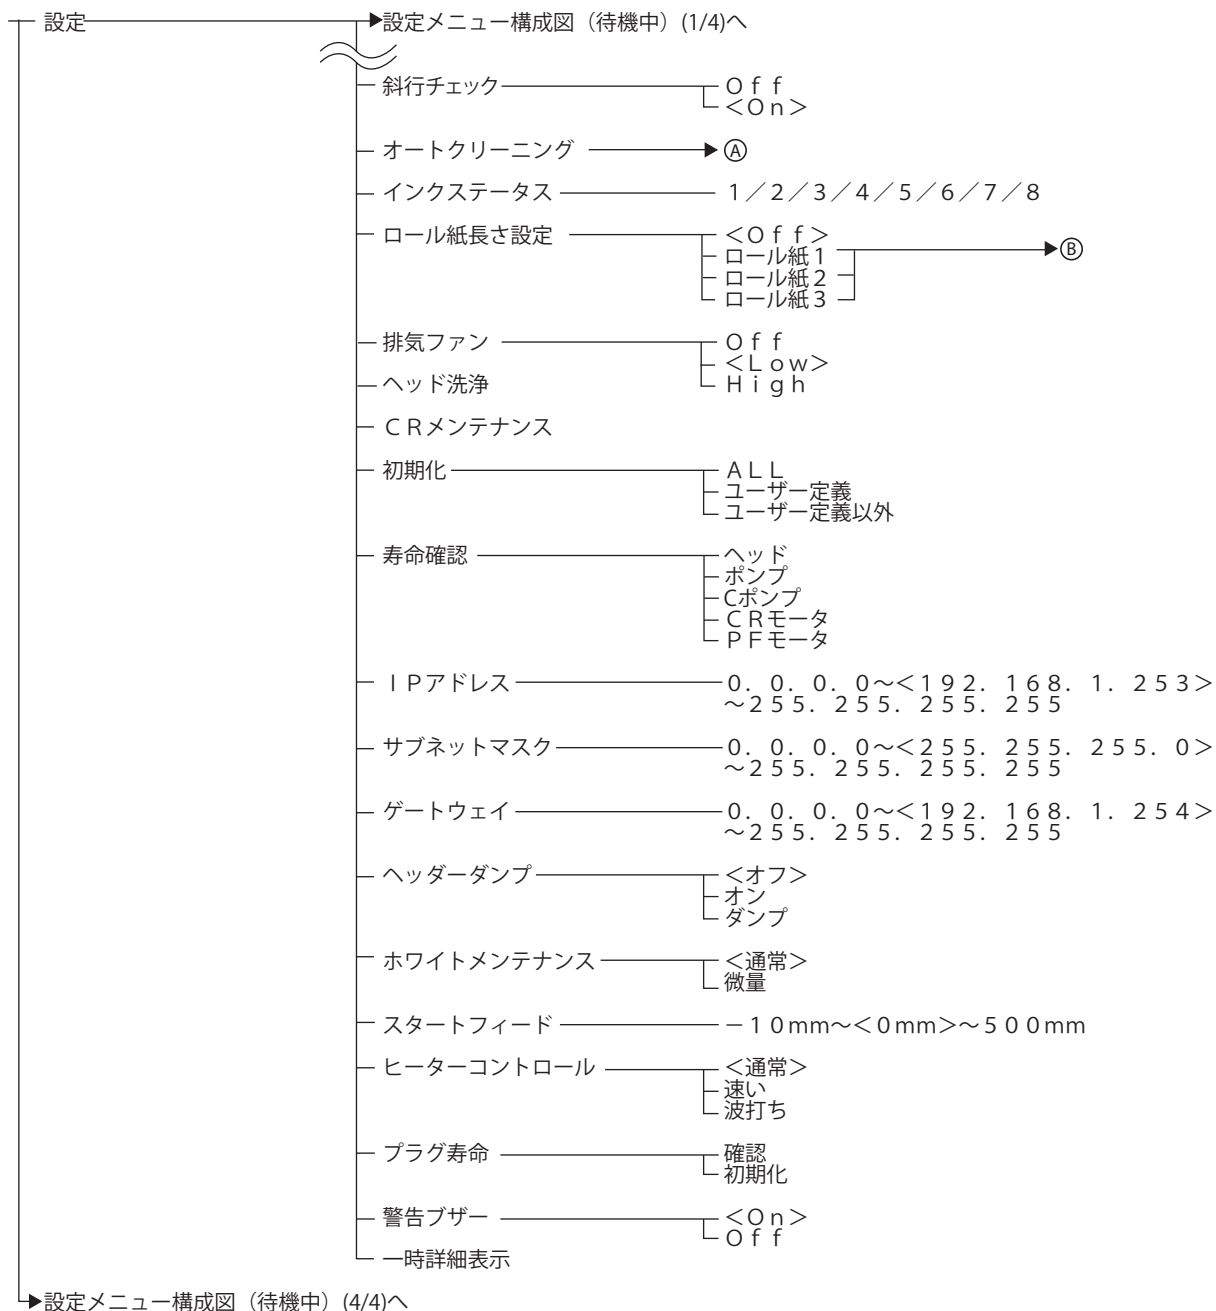 設定 設定メニュー構成図（待機中）(1/4)へ
斜行チェック Ｏｆｆ
＜Ｏｎ＞
オートクリーニング Ⓐ
インクステータス １／２／３／４／５／６／７／８
ロール紙長さ設定 ＜Ｏｆｆ＞
ロール紙１ Ⓑ
ロール紙２
ロール紙３
排気ファン Ｏｆｆ
＜Ｌｏｗ＞
ヘッド洗浄 Ｈｉｇｈ
ＣＲメンテナンス
初期化 ＡＬＬ
ユーザー定義
ユーザー定義以外
寿命確認 ヘッド
ポンプ
Cポンプ
ＣＲモータ
ＰＦモータ
ＩＰアドレス ０．０．０．０～＜１９２．１６８．１．２５３＞
～２５５．２５５．２５５．２５５
サブネットマスク ０．０．０．０～＜２５５．２５５．２５５．０＞
～２５５．２５５．２５５．２５５
ゲートウェイ ０．０．０．０～＜１９２．１６８．１．２５４＞
～２５５．２５５．２５５．２５５
ヘッダーダンプ ＜オフ＞
オン
ダンプ
ホワイトメンテナンス ＜通常＞
微量
スタートフィード －１０mm～＜０mm＞～５００mm
ヒーターコントロール ＜通常＞
速い
波打ち
プラグ寿命 確認
初期化
警告ブザー ＜Ｏｎ＞
Ｏｆｆ
一時詳細表示
設定メニュー構成図（待機中）(4/4)へ